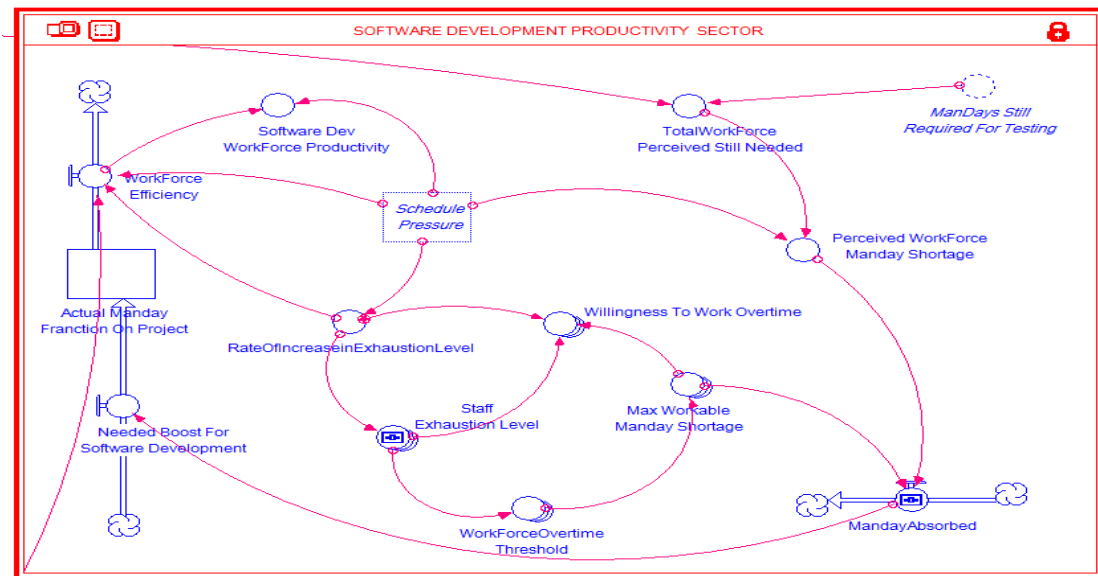 SOFTWARE DEVELOPMENT PRODUCTIVITY SECTOR
Software Dev
WorkForce Productivity
TotalWorkForce
Perceived Still Needed
ManDays Still
Required For Testing
WorkForce
Efficiency
Schedule
Pressure
Perceived WorkForce
Manday Shortage
Actual Manday
Franction On Project
Willingness To Work Overtime
RateOfIncreaseinExhaustionLevel
Staff
Exhaustion Level
Max Workable
Manday Shortage
Needed Boost For
Software Development
WorkForceOvertime
Threshold
MandayAbsorbed